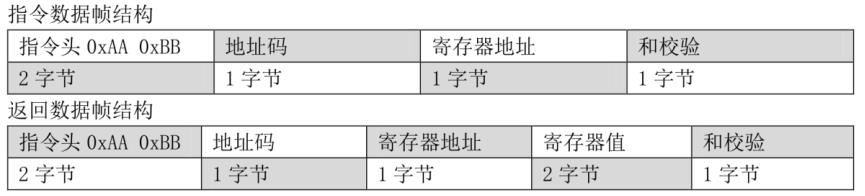 指令数据帧结构
指令头 0xAA 0xBB 地址码 寄存器地址 和校验
2 字节 1 字节 1 字节 1 字节
返回数据帧结构
指令头 0xAA 0xBB 地址码 寄存器地址 寄存器值 和校验
2 字节 1 字节 1 字节 2 字节 1 字节